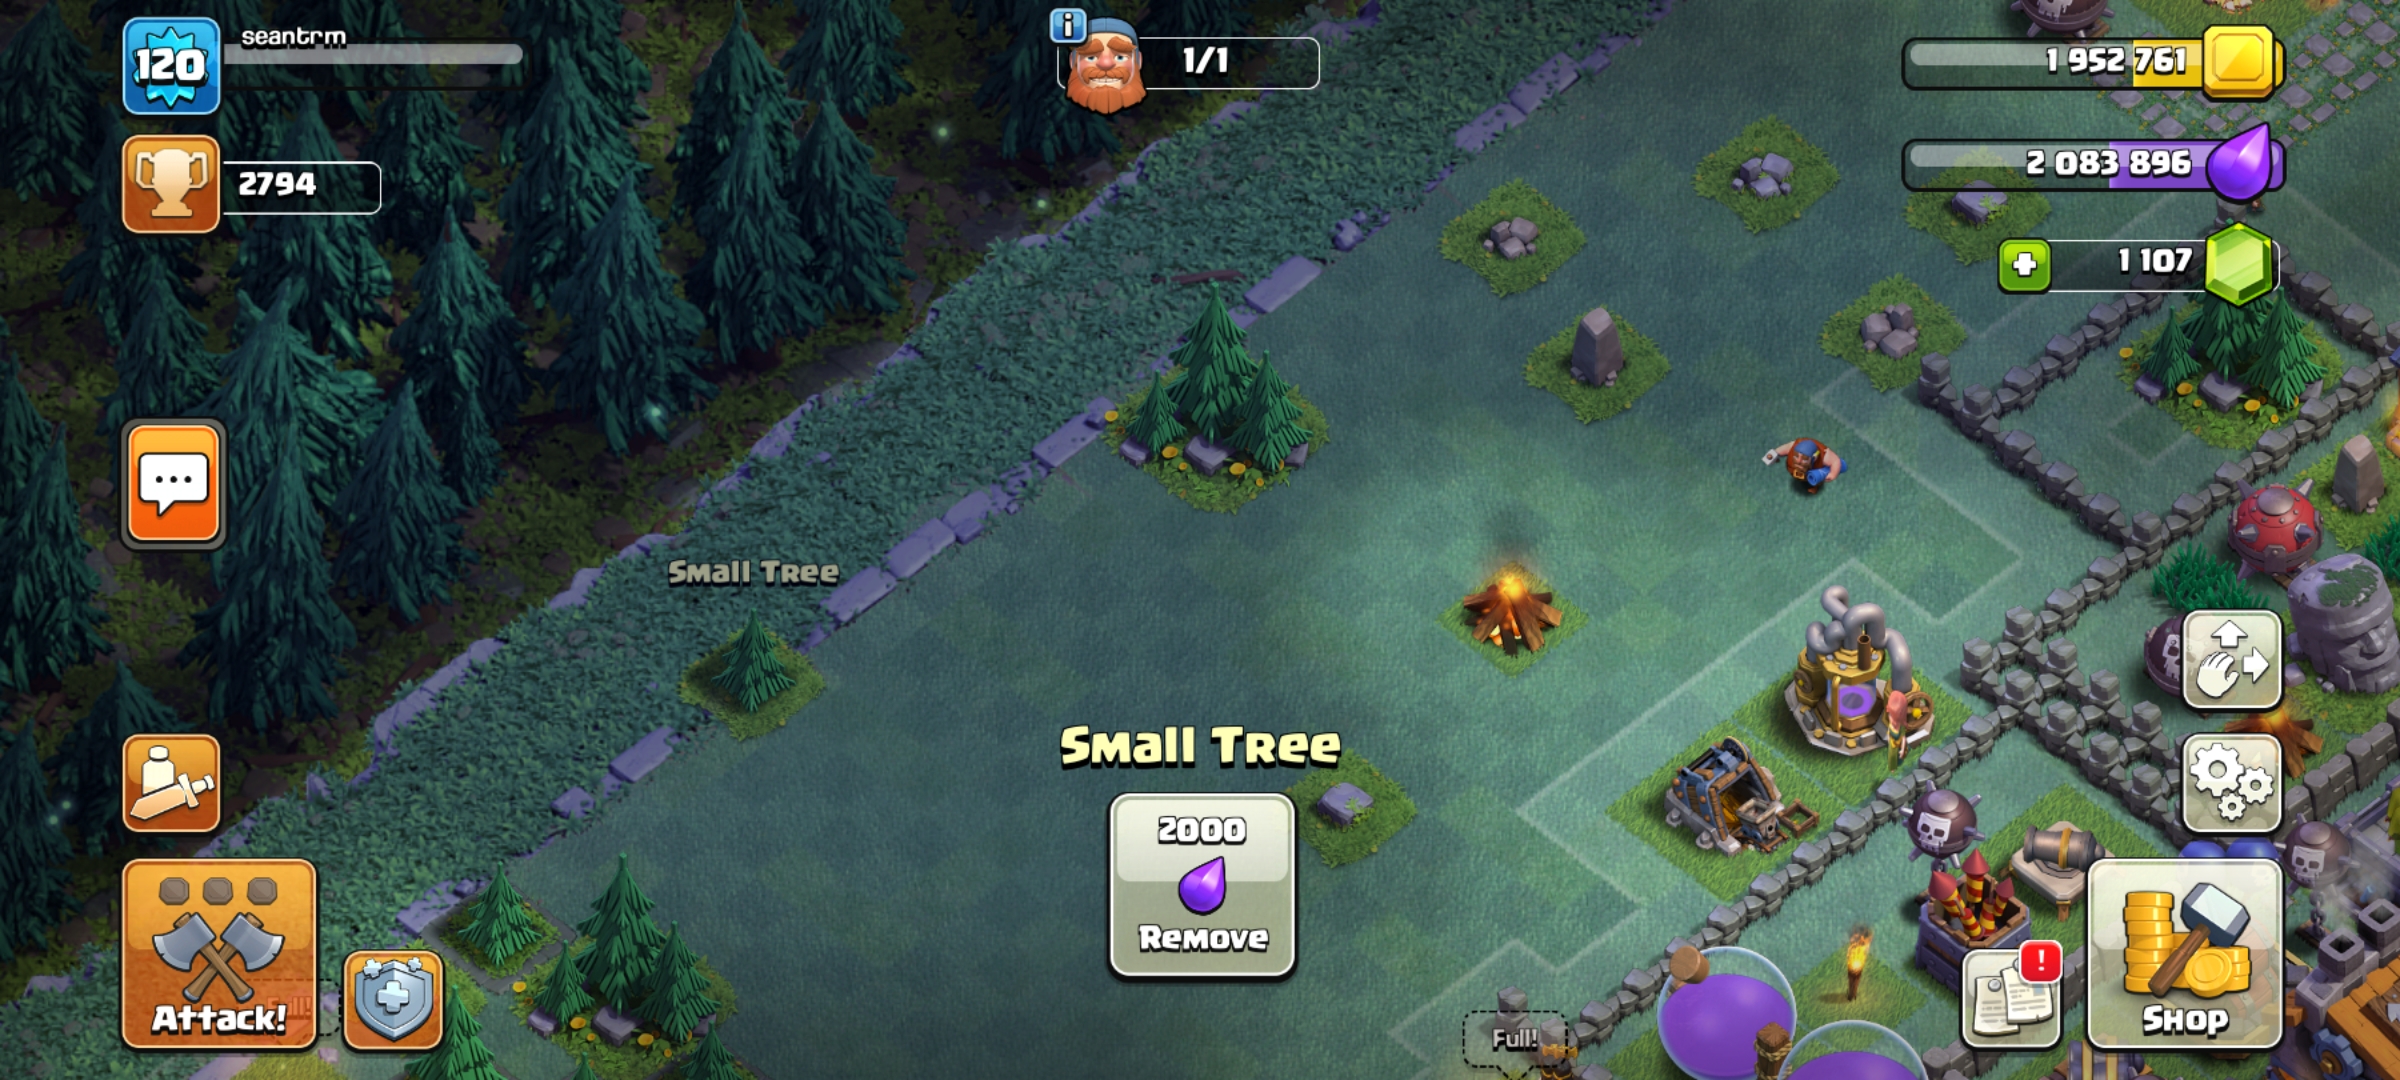 120
seantrm
i
1/1
1 952 761
2794
2 083 896
1 107
Small Tree
Small Tree
2000
Remove
Attack!
Full!
Full!
!
Shop